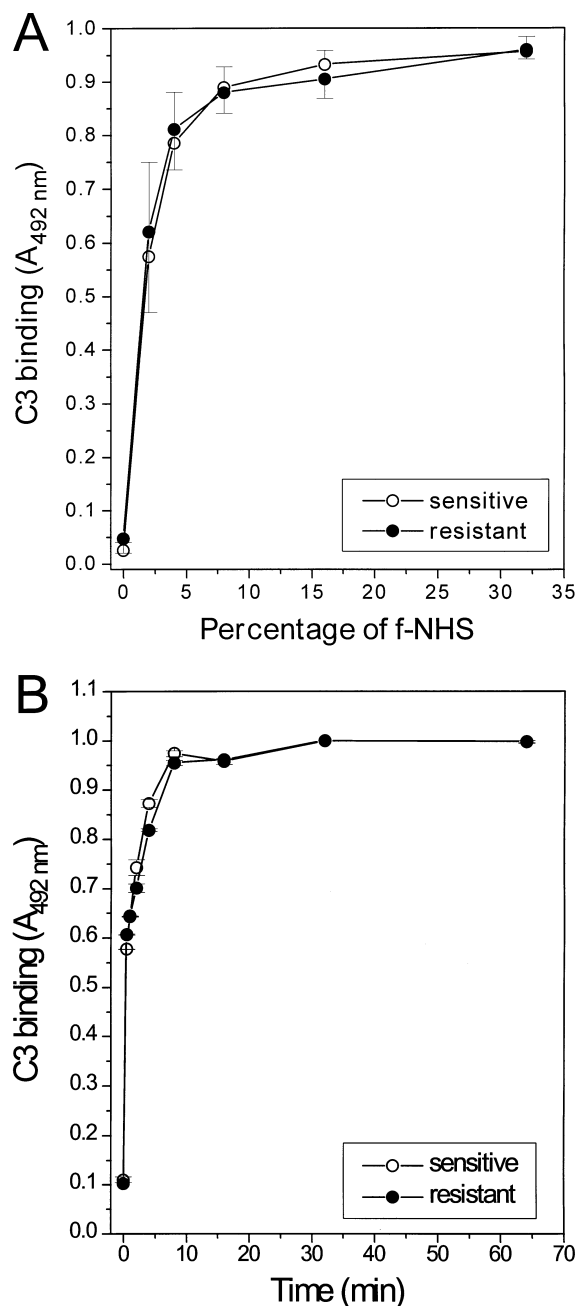 A
1.0
0.9
0.8
0.7
0.6
0.5
0.4
0.3
0.2
0.1
0.0
C3 binding (A492 nm)
sensitive
resistant
0 5 10 15 20 25 30 35
Percentage of f-NHS
B
1.1
1.0
0.9
0.8
0.7
0.6
0.5
0.4
0.3
0.2
0.1
0.0
C3 binding (A492 nm)
sensitive
resistant
0 10 20 30 40 50 60 70
Time (min)